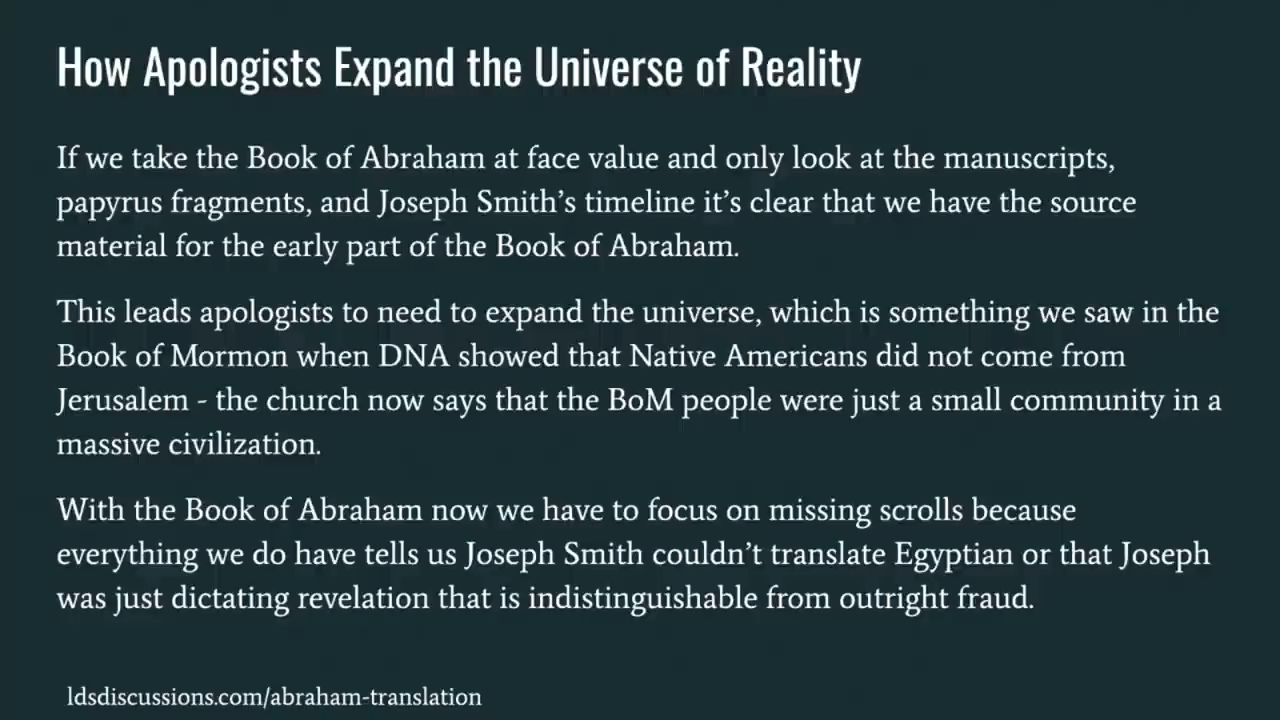 How Apologists Expand the Universe of Reality
If we take the Book of Abraham at face value and only look at the manuscripts,
papyrus fragments, and Joseph Smith’s timeline it’s clear that we have the source
material for the early part of the Book of Abraham.
This leads apologists to need to expand the universe, which is something we saw in the
Book of Mormon when DNA showed that Native Americans did not come from
Jerusalem - the church now says that the BoM people were just a small community in a
massive civilization.
With the Book of Abraham now we have to focus on missing scrolls because
everything we do have tells us Joseph Smith couldn’t translate Egyptian or that Joseph
was just dictating revelation that is indistinguishable from outright fraud.
ldsdiscussions.com/abraham-translation